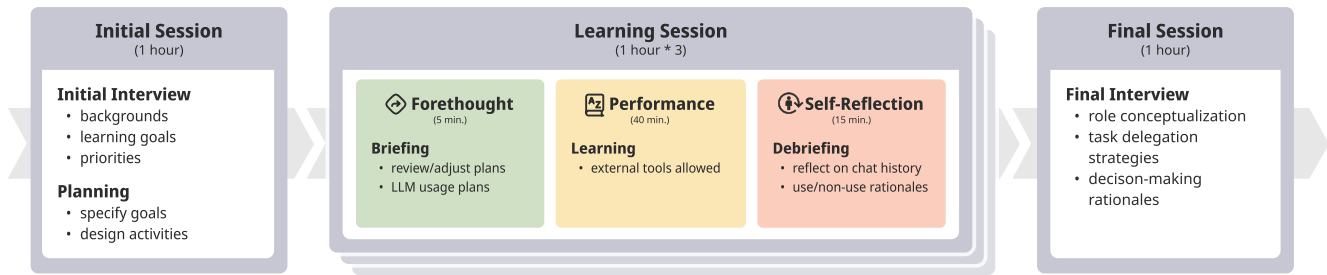 Initial Session
(1 hour)
Initial Interview
• backgrounds
• learning goals
• priorities
Planning
• specify goals
• design activities
Learning Session
(1 hour * 3)
Forethought
(5 min.)
Briefing
• review/adjust plans
• LLM usage plans
AZ
Performance
(40 min.)
Learning
• external tools allowed
Self-Reflection
(15 min.)
Debriefing
• reflect on chat history
• use/non-use rationales
Final Session
(1 hour)
Final Interview
• role conceptualization
• task delegation
strategies
• decison-making
rationales